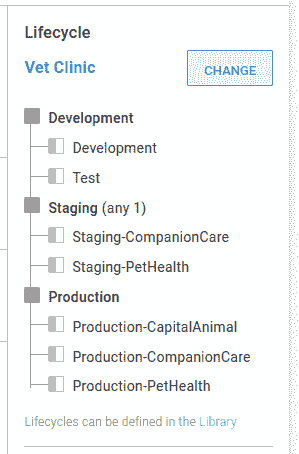 Lifecycle
Vet Clinic
CHANGE
Development
Development
Test
Staging (any 1)
Staging-CompanionCare
Staging-PetHealth
Production
Production-CapitalAnimal
Production-CompanionCare
Production-PetHealth
Lifecycles can be defined in the Library